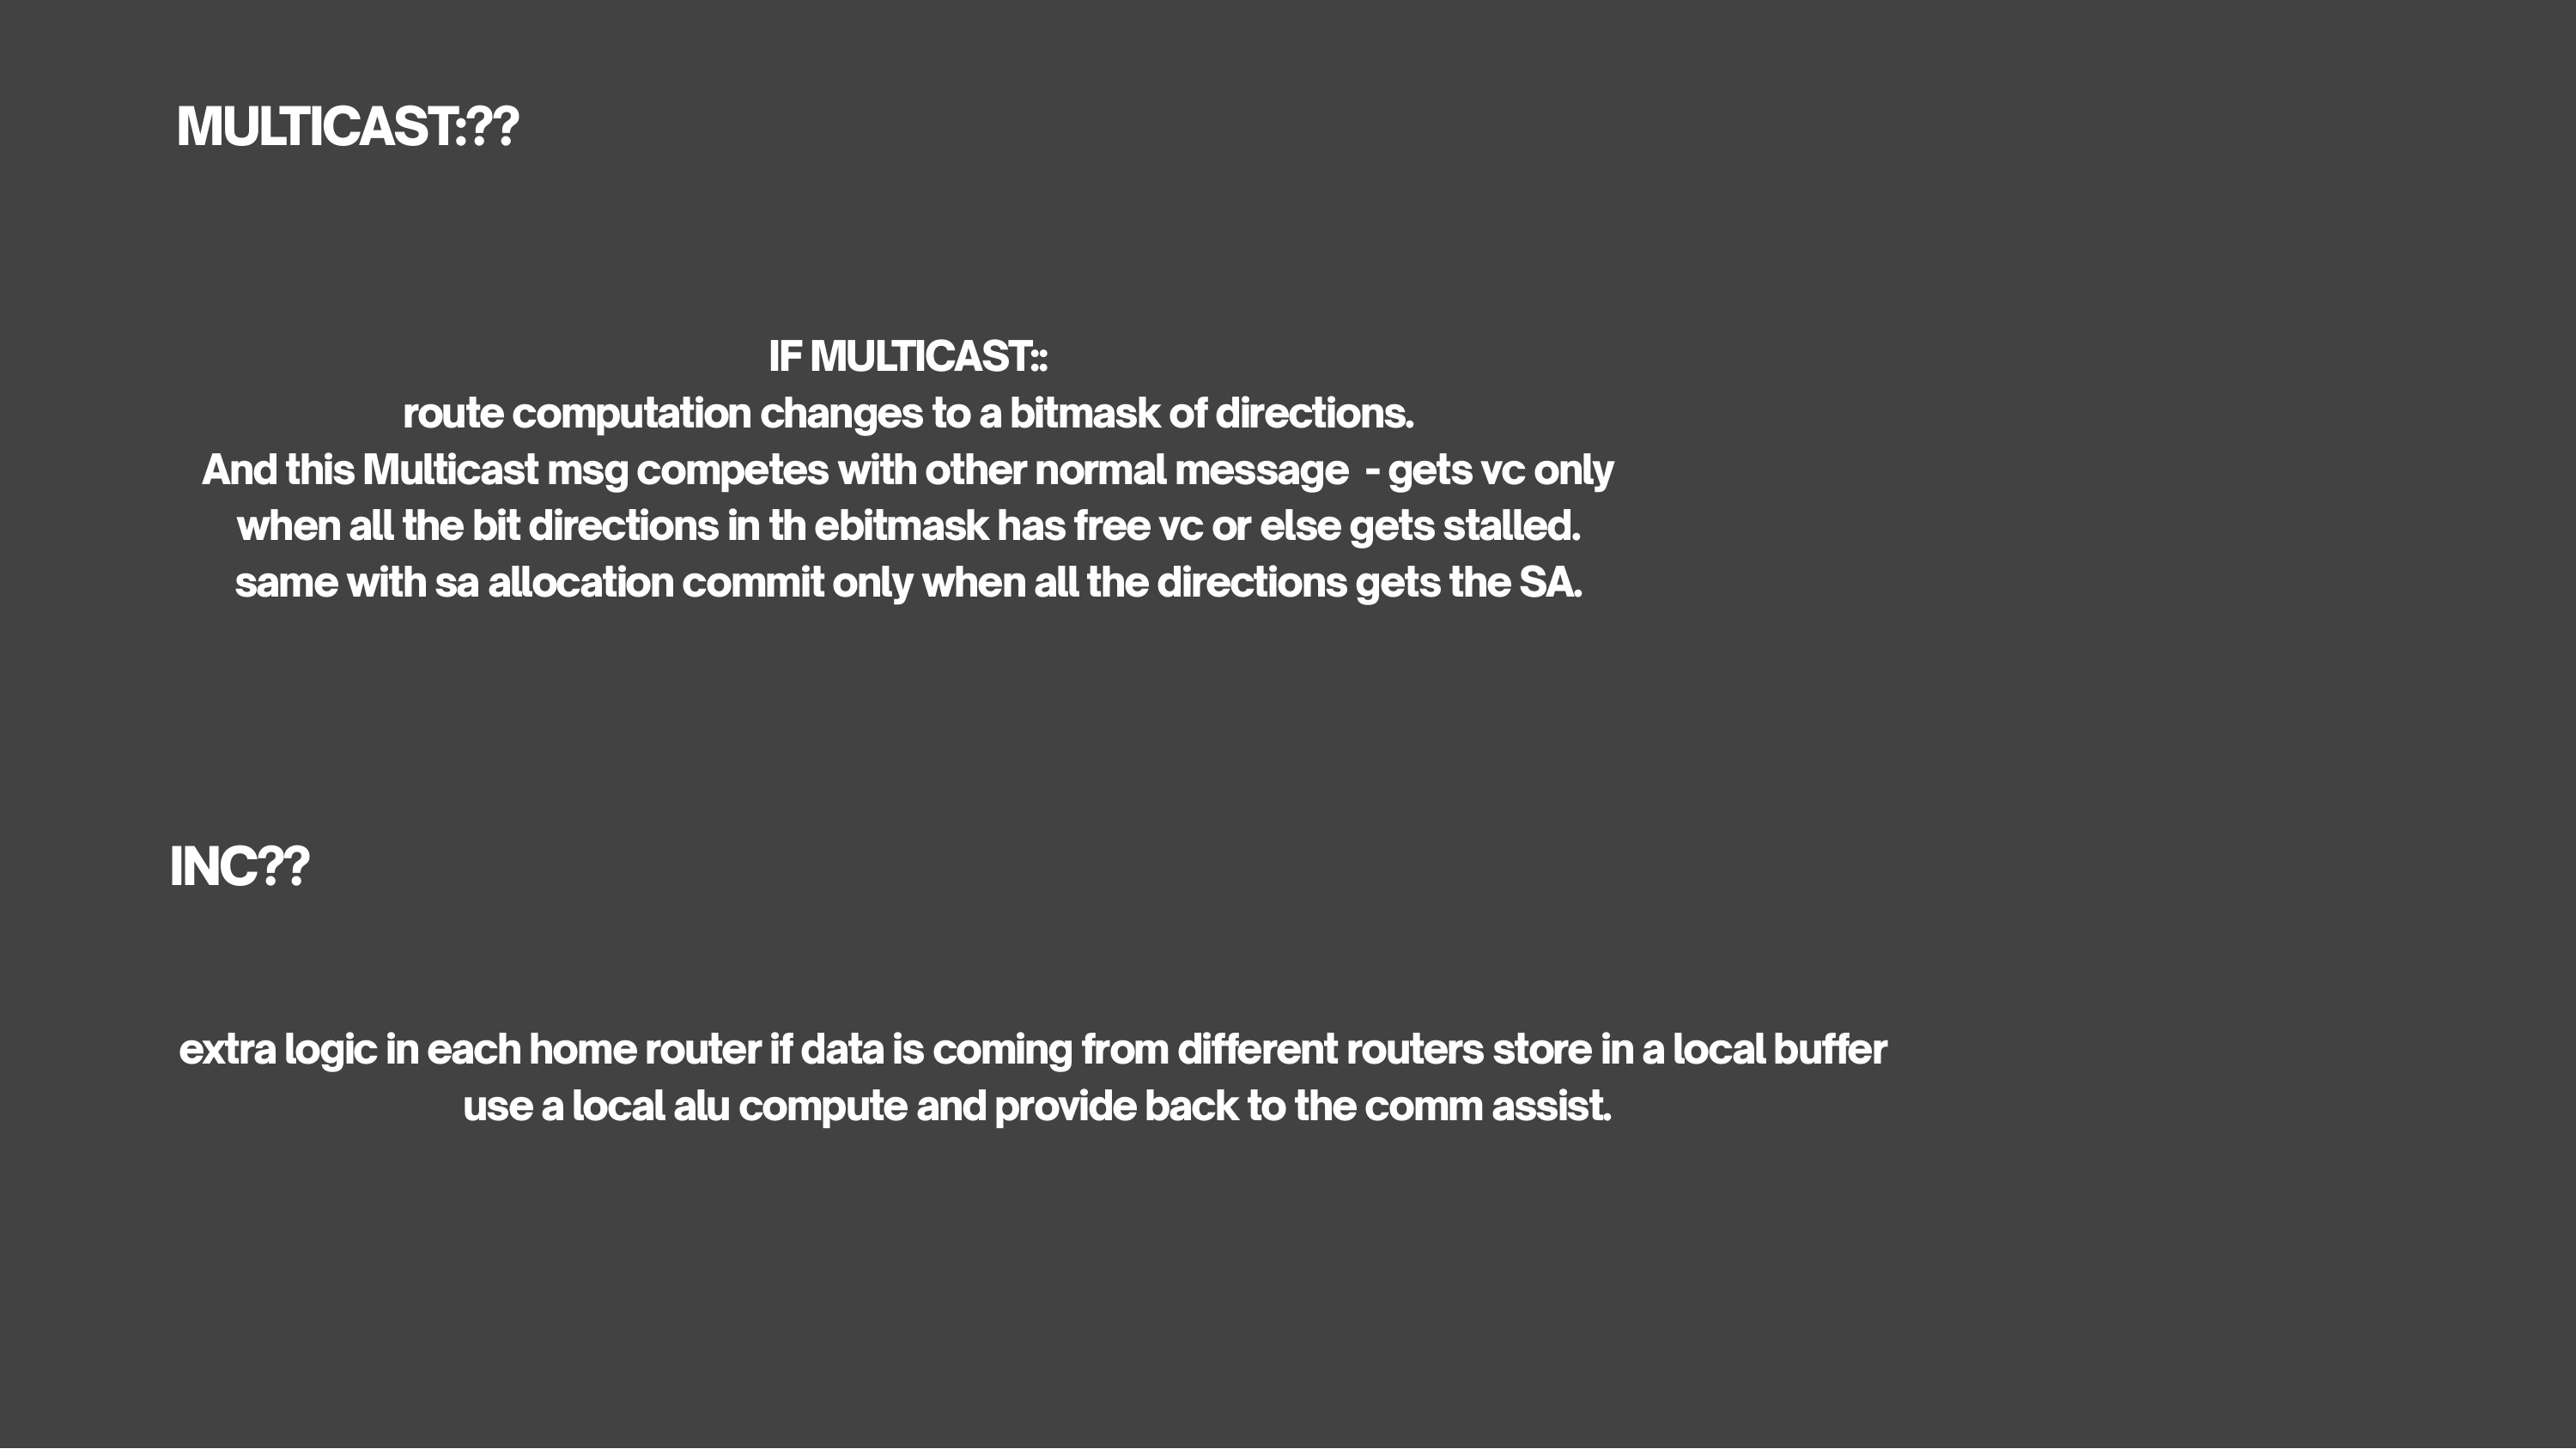 MULTICAST:??
IF MULTICAST::
route computation changes to a bitmask of directions.
And this Multicast msg competes with other normal message  - gets vc only
when all the bit directions in th ebitmask has free vc or else gets stalled.
same with sa allocation commit only when all the directions gets the SA.
INC??
extra logic in each home router if data is coming from different routers store in a local buffer
use a local alu compute and provide back to the comm assist.